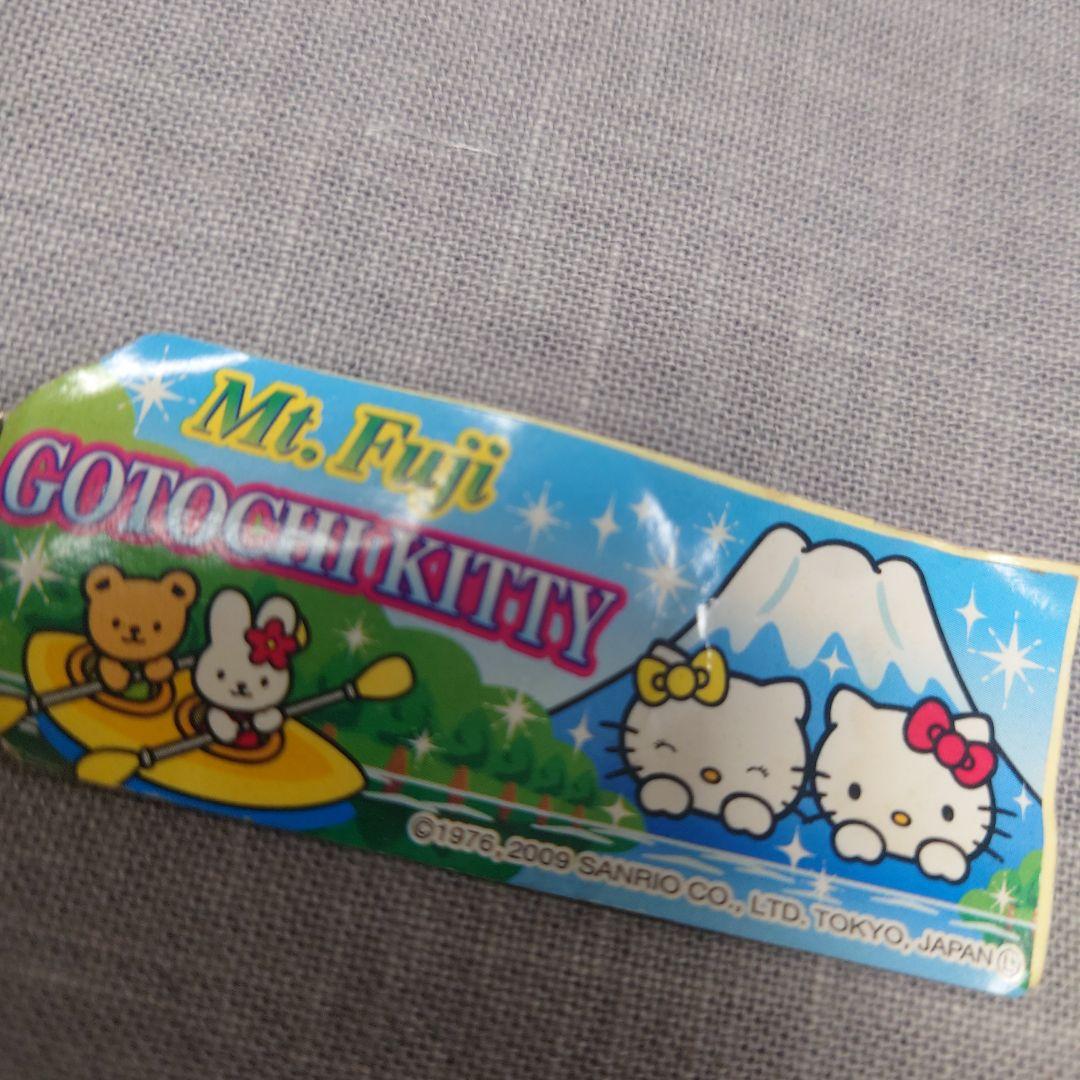 Mt. Fuji
GOTOCHI KITTY
©1976, 2009 SANRIO CO., LTD. TOKYO, JAPAN